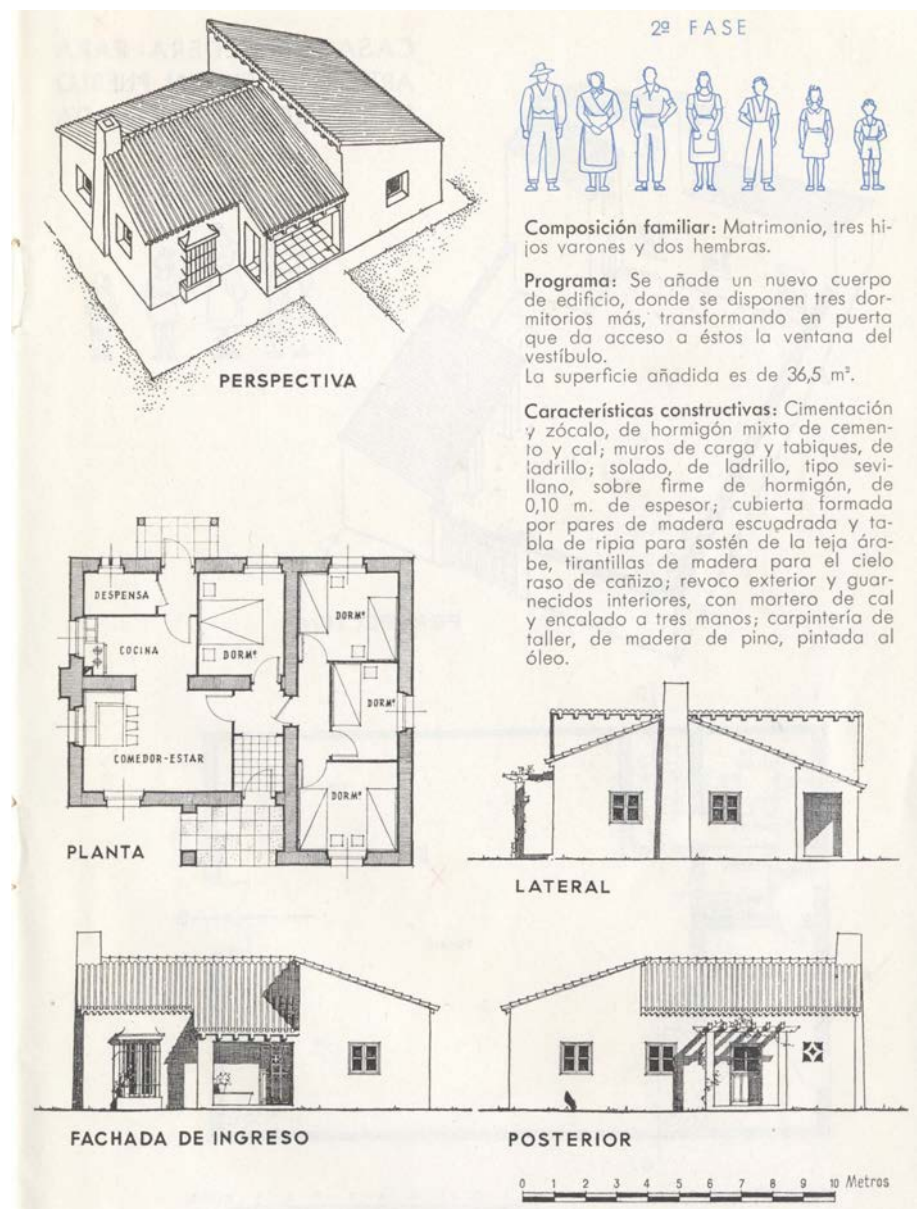 2ª FASE
Composición familiar: Matrimonio, tres hi-
jos varones y dos hembras.
Programa: Se añade un nuevo cuerpo
de edificio, donde se disponen tres dor-
mitorios más, transformando en puerta
que da acceso a éstos la ventana del
vestíbulo.
La superficie añadida es de 36,5 m².
Características constructivas: Cimentación
y zócalo, de hormigón mixto de cemen-
to y cal; muros de carga y tabiques, de
ladrillo; solado, de ladrillo, tipo sevi-
llano, sobre firme de hormigón, de
0,10 m. de espesor; cubierta formada
por pares de madera escuadrada y ta-
bla de ripia para sostén de la teja ára-
be, tirantillas de madera para el cielo
raso de cañizo; revoco exterior y guar-
necidos interiores, con mortero de cal
y encalado a tres manos; carpintería de
taller, de madera de pino, pintada al
óleo.
PERSPECTIVA
DESPENSA
COCINA
DORMº
DORMº
DORMº
COMEDOR-ESTAR
DORMº
PLANTA
LATERAL
FACHADA DE INGRESO
POSTERIOR
0 1 2 3 4 5 6 7 8 9 10 Metros